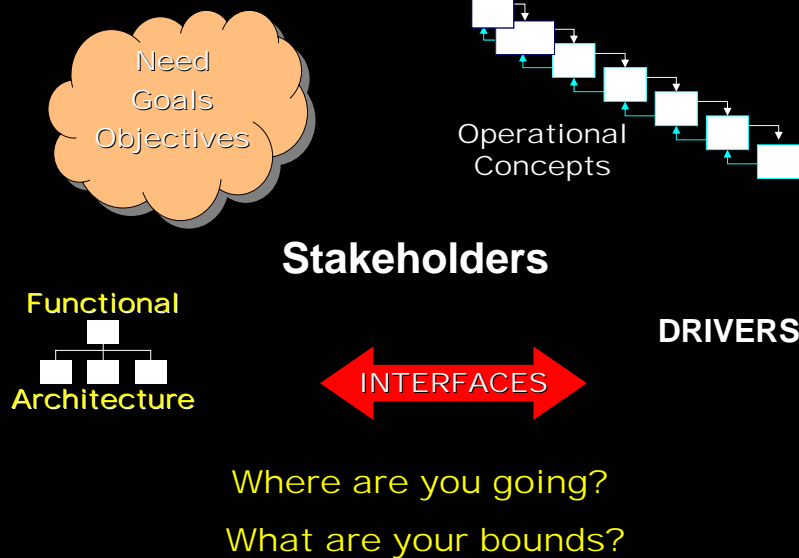 Need
Goals
Objectives
Operational
Concepts
Stakeholders
Functional
Architecture
DRIVERS
INTERFACES
Where are you going?
What are your bounds?